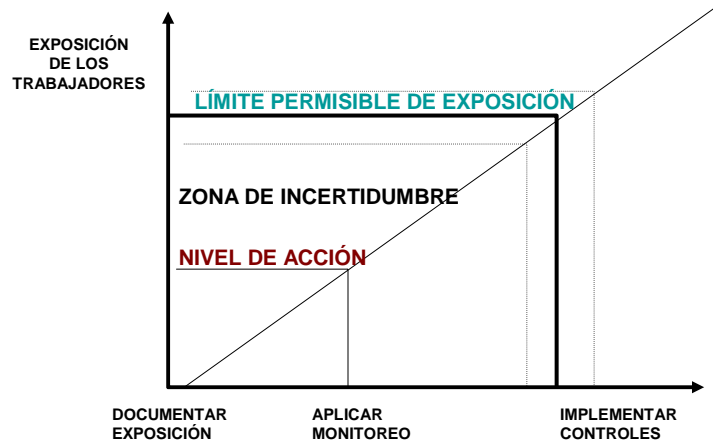 EXPOSICIÓN
DE LOS
TRABAJADORES
LÍMITE PERMISIBLE DE EXPOSICIÓN
ZONA DE INCERTIDUMBRE
NIVEL DE ACCIÓN
DOCUMENTAR
EXPOSICIÓN
APLICAR
MONITOREO
IMPLEMENTAR
CONTROLES